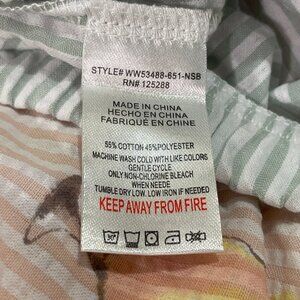 STYLE# WW53488-651-NSB
RN# 125288
MADE IN CHINA
HECHO EN CHINA
FABRIQUÉ EN CHINE
55% COTTON 45%POLYESTER
MACHINE WASH COLD WITH LIKE COLORS
GENTLE CYCLE
ONLY NON-CHLORINE BLEACH
WHEN NEEDE
TUMBLE DRY LOW. LOW IRON IF NEEDED
KEEP AWAY FROM FIRE